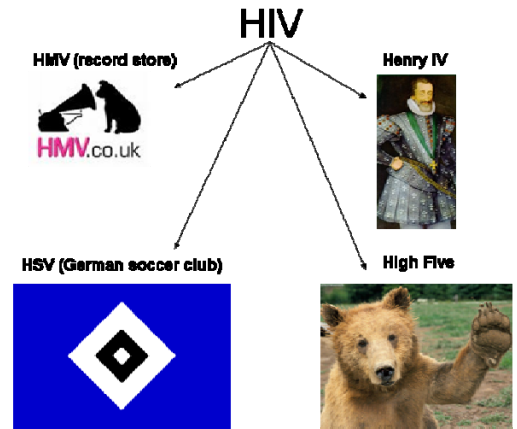 HIV
HMV (record store)
Henry IV
HMV.co.uk
HSV (German soccer club)
High Five